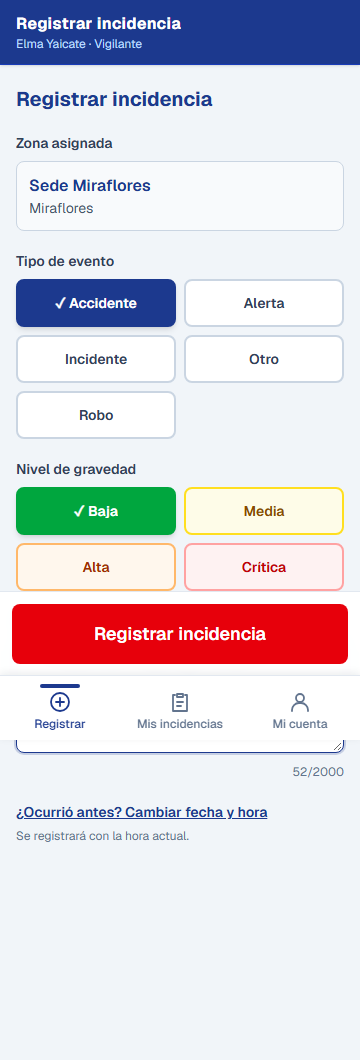 Registrar incidencia
Elma Yaicate · Vigilante
Registrar incidencia
Zona asignada
Sede Miraflores
Miraflores
Tipo de evento
✓ Accidente
Alerta
Incidente
Otro
Robo
Nivel de gravedad
✓ Baja
Media
Alta
Crítica
Registrar incidencia
Registrar
Mis incidencias
Mi cuenta
52/2000
¿Ocurrió antes? Cambiar fecha y hora
Se registrará con la hora actual.